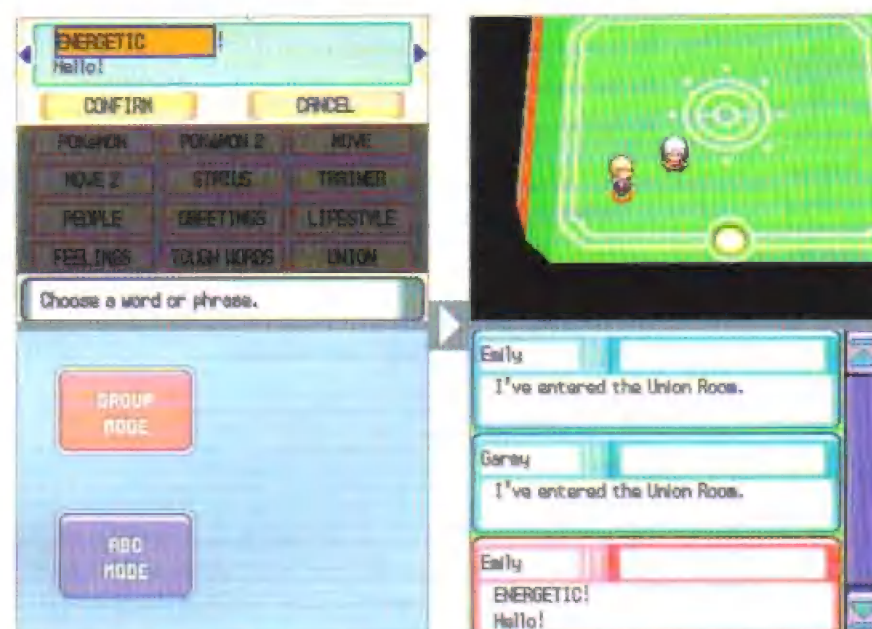 ENERGETIC!
Hello!
CONFIRM CANCEL
POKéMON POKéMON 2 MOVE
MOVE 2 STATUS TRAINER
PEOPLE GREETINGS LIFESTYLE
FEELINGS TOUGH WORDS UNION
Choose a word or phrase.
GROUP
MODE
ABC
MODE
Emily
I've entered the Union Room.
I've entered the Union Room.
Emily
ENERGETIC!
Hello!